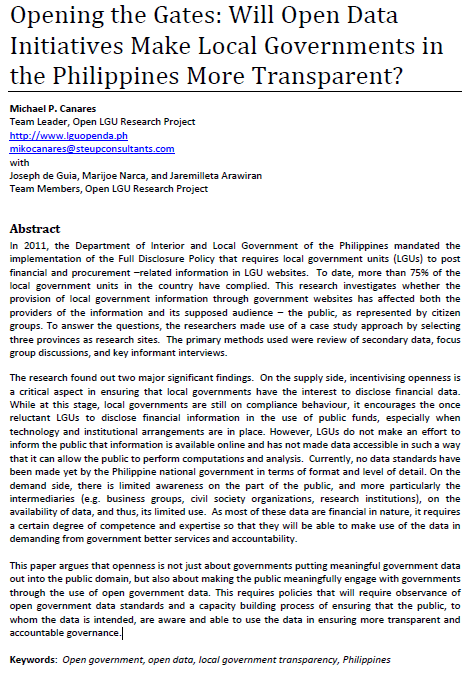 Opening the Gates: Will Open Data
Initiatives Make Local Governments in
the Philippines More Transparent?
Michael P. Canares
Team Leader, Open LGU Research Project
http://www.lguopenda.ph
mikocanares@steupconsultants.com
with
Joseph de Guia, Marijoe Narca, and Jaremilleta Arawiran
Team Members, Open LGU Research Project
Abstract
In 2011, the Department of Interior and Local Government of the Philippines mandated the
implementation of the Full Disclosure Policy that requires local government units (LGUs) to post
financial and procurement –related information in LGU websites.  To date, more than 75% of the
local government units in the country have complied. This research investigates whether the
provision of local government information through government websites has affected both the
providers of the information and its supposed audience – the public, as represented by citizen
groups. To answer the questions, the researchers made use of a case study approach by selecting
three provinces as research sites.  The primary methods used were review of secondary data, focus
group discussions, and key informant interviews.
The research found out two major significant findings.  On the supply side, incentivising openness is
a critical aspect in ensuring that local governments have the interest to disclose financial data.
While at this stage, local governments are still on compliance behaviour, it encourages the once
reluctant LGUs to disclose financial information in the use of public funds, especially when
technology and institutional arrangements are in place. However, LGUs do not make an effort to
inform the public that information is available online and has not made data accessible in such a way
that it can allow the public to perform computations and analysis.  Currently, no data standards have
been made yet by the Philippine national government in terms of format and level of detail. On the
demand side, there is limited awareness on the part of the public, and more particularly the
intermediaries (e.g. business groups, civil society organizations, research institutions), on the
availability of data, and thus, its limited use.  As most of these data are financial in nature, it requires
a certain degree of competence and expertise so that they will be able to make use of the data in
demanding from government better services and accountability.
This paper argues that openness is not just about governments putting meaningful government data
out into the public domain, but also about making the public meaningfully engage with governments
through the use of open government data. This requires policies that will require observance of
open government data standards and a capacity building process of ensuring that the public, to
whom the data is intended, are aware and able to use the data in ensuring more transparent and
accountable governance.
Keywords:  Open government, open data, local government transparency, Philippines